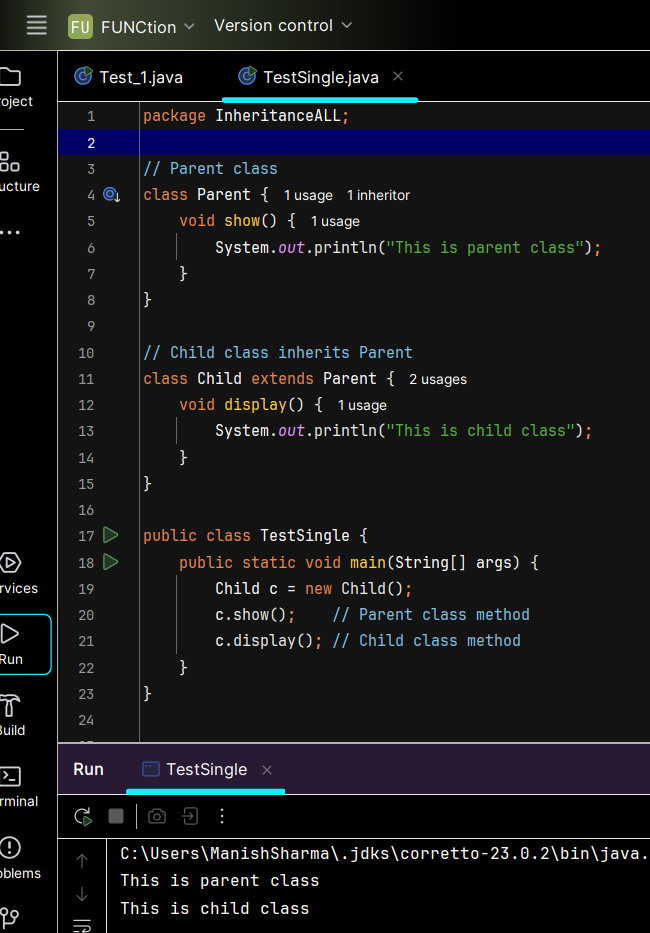 FU FUNCtion Version control
Test_1.java TestSingle.java
roject
ucture
rvices
Run
Build
rminal
oblems
1 package InheritanceALL;
2
3 // Parent class
4 class Parent { 1 usage 1 inheritor
5 void show() { 1 usage
6 System.out.println("This is parent class");
7 }
8 }
9
10 // Child class inherits Parent
11 class Child extends Parent { 2 usages
12 void display() { 1 usage
13 System.out.println("This is child class");
14 }
15 }
16
17 public class TestSingle {
18 public static void main(String[] args) {
19 Child c = new Child();
20 c.show(); // Parent class method
21 c.display(); // Child class method
22 }
23 }
24
Run TestSingle
C:\Users\ManishSharma\.jdks\corretto-23.0.2\bin\java.
This is parent class
This is child class